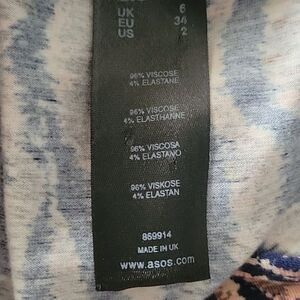 UK 6
EU 34
US 2
96% VISCOSE
4% ELASTANE
96% VISCOSE
4% ELASTHANNE
96% VISCOSA
4% ELASTANO
96% VISKOSE
4% ELASTAN
869914
MADE IN UK
www.asos.com